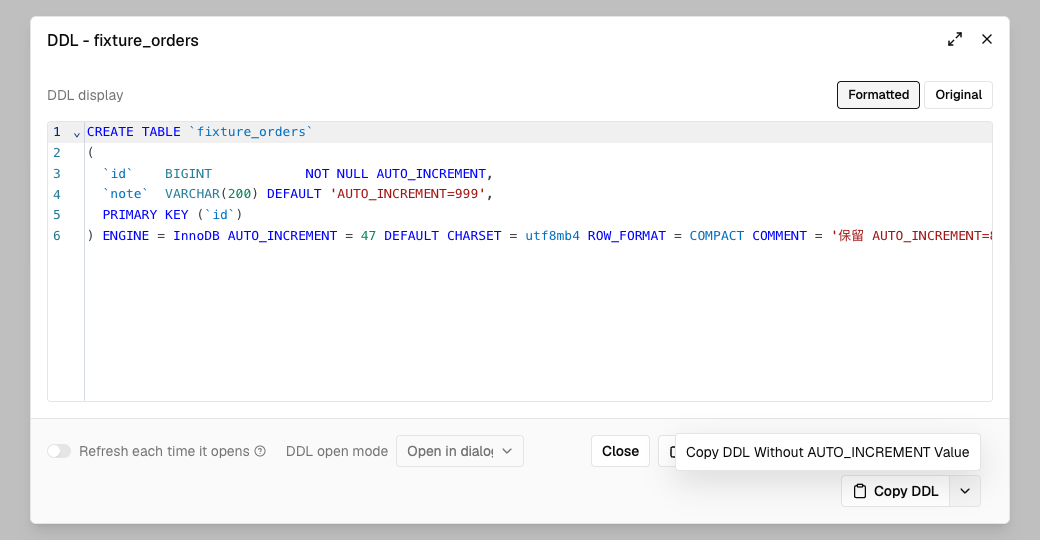 DDL - fixture_orders
DDL display
Formatted
Original
1 CREATE TABLE `fixture_orders`
2 (
3 `id` BIGINT NOT NULL AUTO_INCREMENT,
4 `note` VARCHAR(200) DEFAULT 'AUTO_INCREMENT=999',
5 PRIMARY KEY (`id`)
6 ) ENGINE = InnoDB AUTO_INCREMENT = 47 DEFAULT CHARSET = utf8mb4 ROW_FORMAT = COMPACT COMMENT = '保留 AUTO_INCREMENT=
Refresh each time it opens
DDL open mode
Open in dialog
Close
Copy DDL Without AUTO_INCREMENT Value
Copy DDL